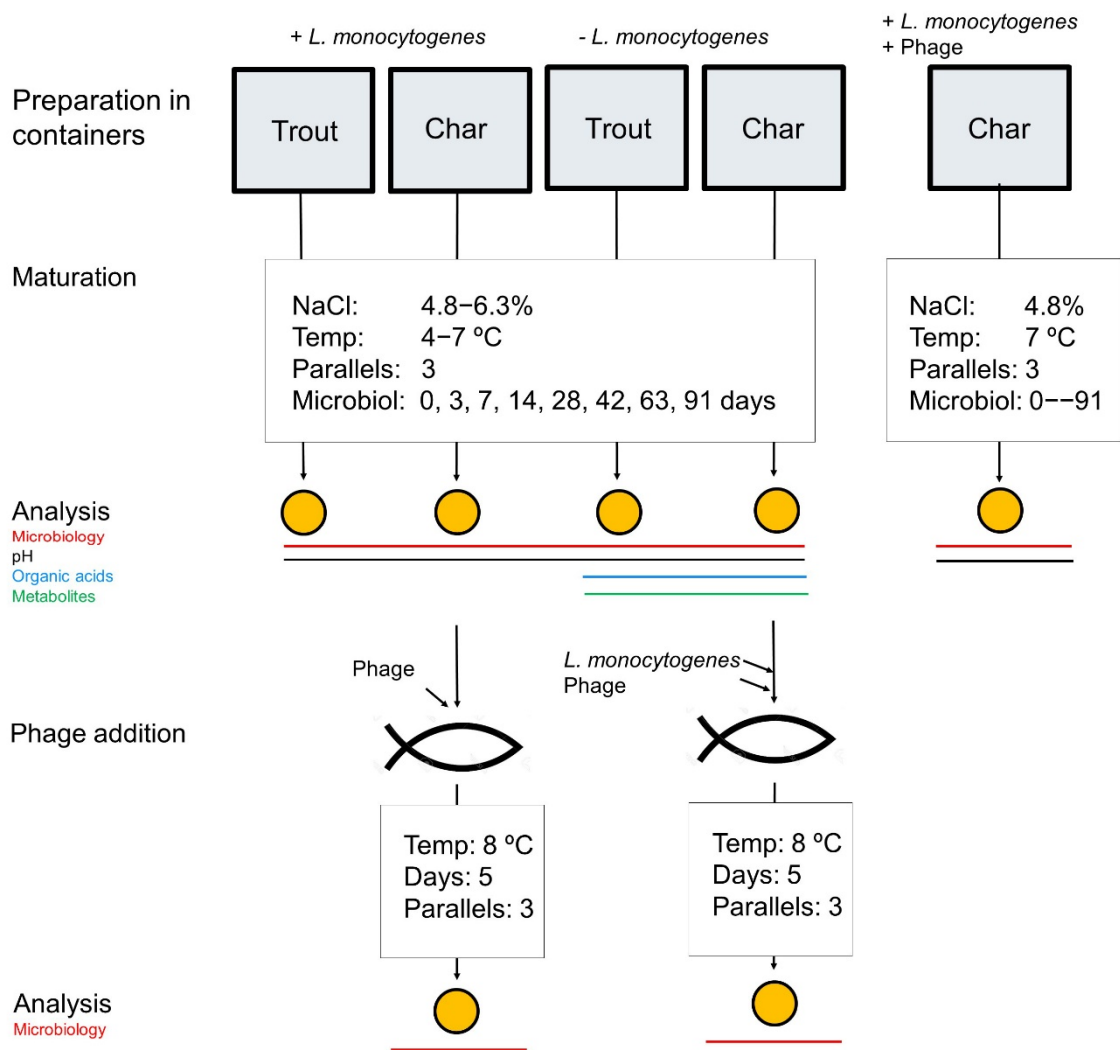 + L. monocytogenes
- L. monocytogenes
+ L. monocytogenes
+ Phage
Preparation in
containers
Trout
Char
Trout
Char
Char
Maturation
NaCl: 4.8–6.3%
Temp: 4–7 ºC
Parallels: 3
Microbiol: 0, 3, 7, 14, 28, 42, 63, 91 days
NaCl: 4.8%
Temp: 7 ºC
Parallels: 3
Microbiol: 0––91
Analysis
Microbiology
pH
Organic acids
Metabolites
Phage
L. monocytogenes
Phage
Phage addition
Temp: 8 ºC
Days: 5
Parallels: 3
Temp: 8 ºC
Days: 5
Parallels: 3
Analysis
Microbiology